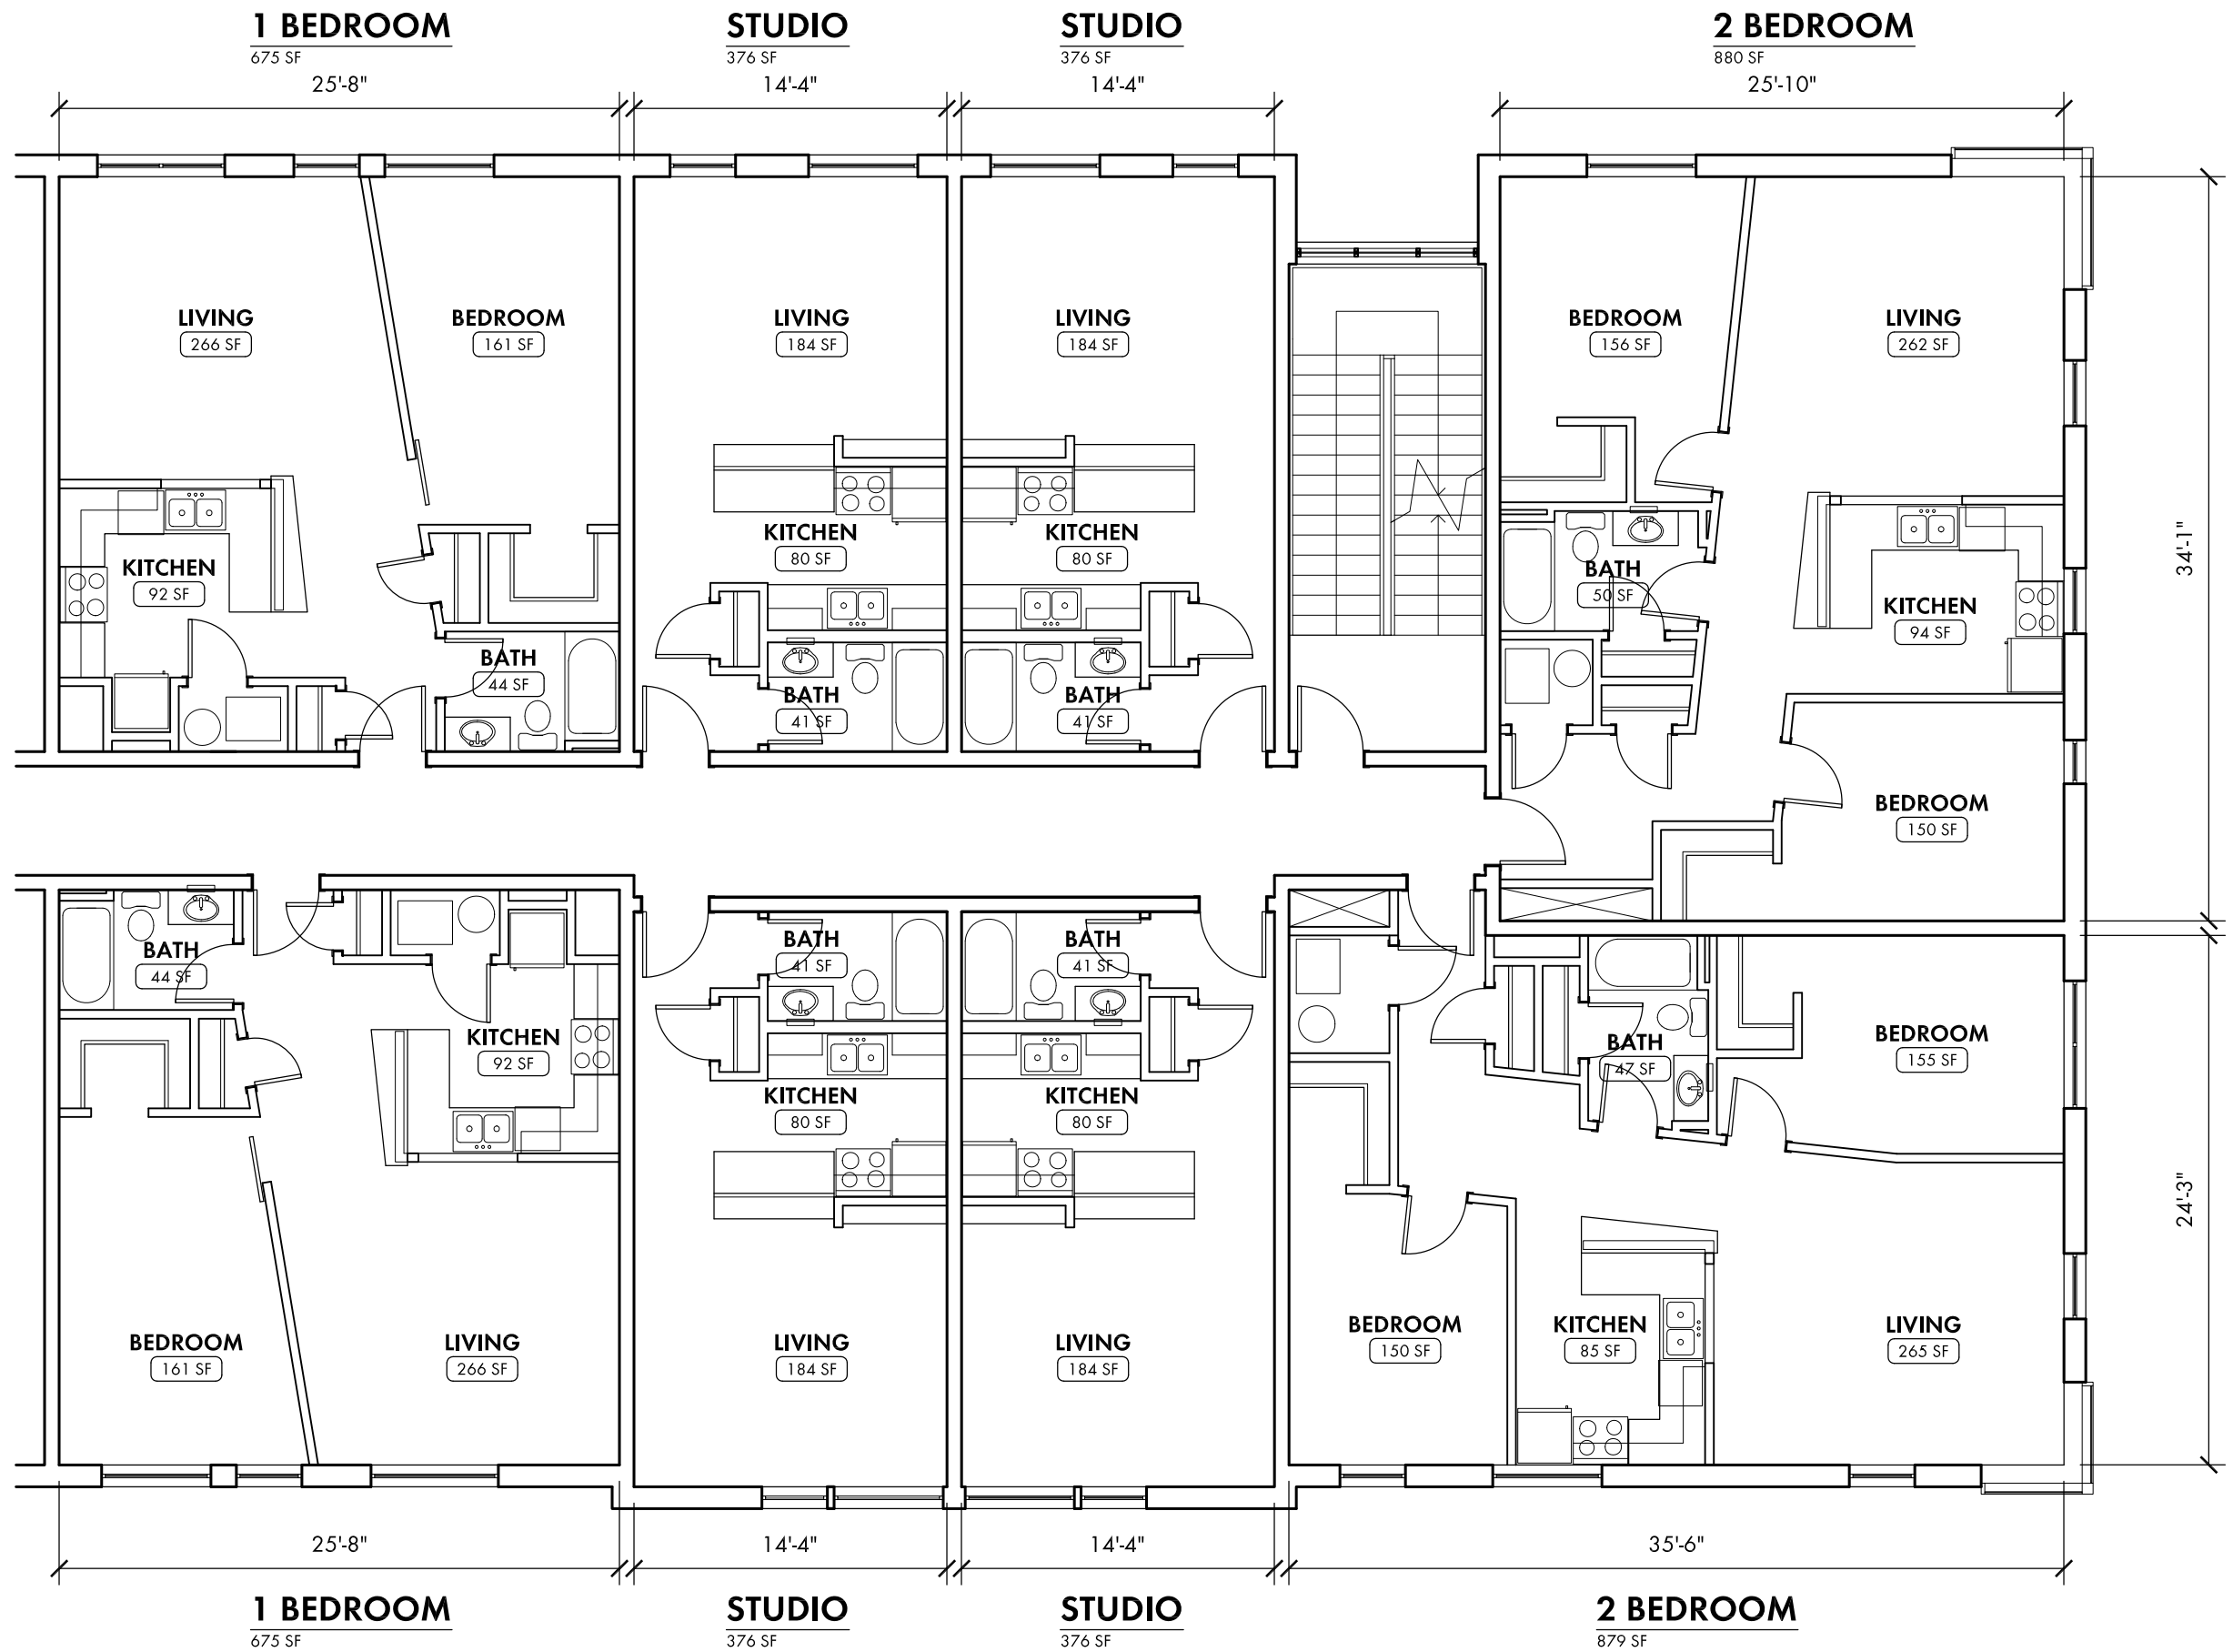 1 BEDROOM
675 SF
25'-8"
STUDIO
376 SF
14'-4"
STUDIO
376 SF
14'-4"
2 BEDROOM
880 SF
25'-10"
LIVING
266 SF
BEDROOM
161 SF
LIVING
184 SF
LIVING
184 SF
BEDROOM
156 SF
LIVING
262 SF
KITCHEN
92 SF
KITCHEN
80 SF
KITCHEN
80 SF
BATH
50 SF
KITCHEN
94 SF
34'-1"
BATH
44 SF
BATH
41 SF
BATH
41 SF
BEDROOM
150 SF
BATH
44 SF
KITCHEN
92 SF
BATH
41 SF
BATH
41 SF
KITCHEN
80 SF
KITCHEN
80 SF
BATH
47 SF
BEDROOM
155 SF
24'-3"
BEDROOM
161 SF
LIVING
266 SF
LIVING
184 SF
LIVING
184 SF
BEDROOM
150 SF
KITCHEN
85 SF
LIVING
265 SF
25'-8"
14'-4"
14'-4"
35'-6"
1 BEDROOM
675 SF
STUDIO
376 SF
STUDIO
376 SF
2 BEDROOM
879 SF